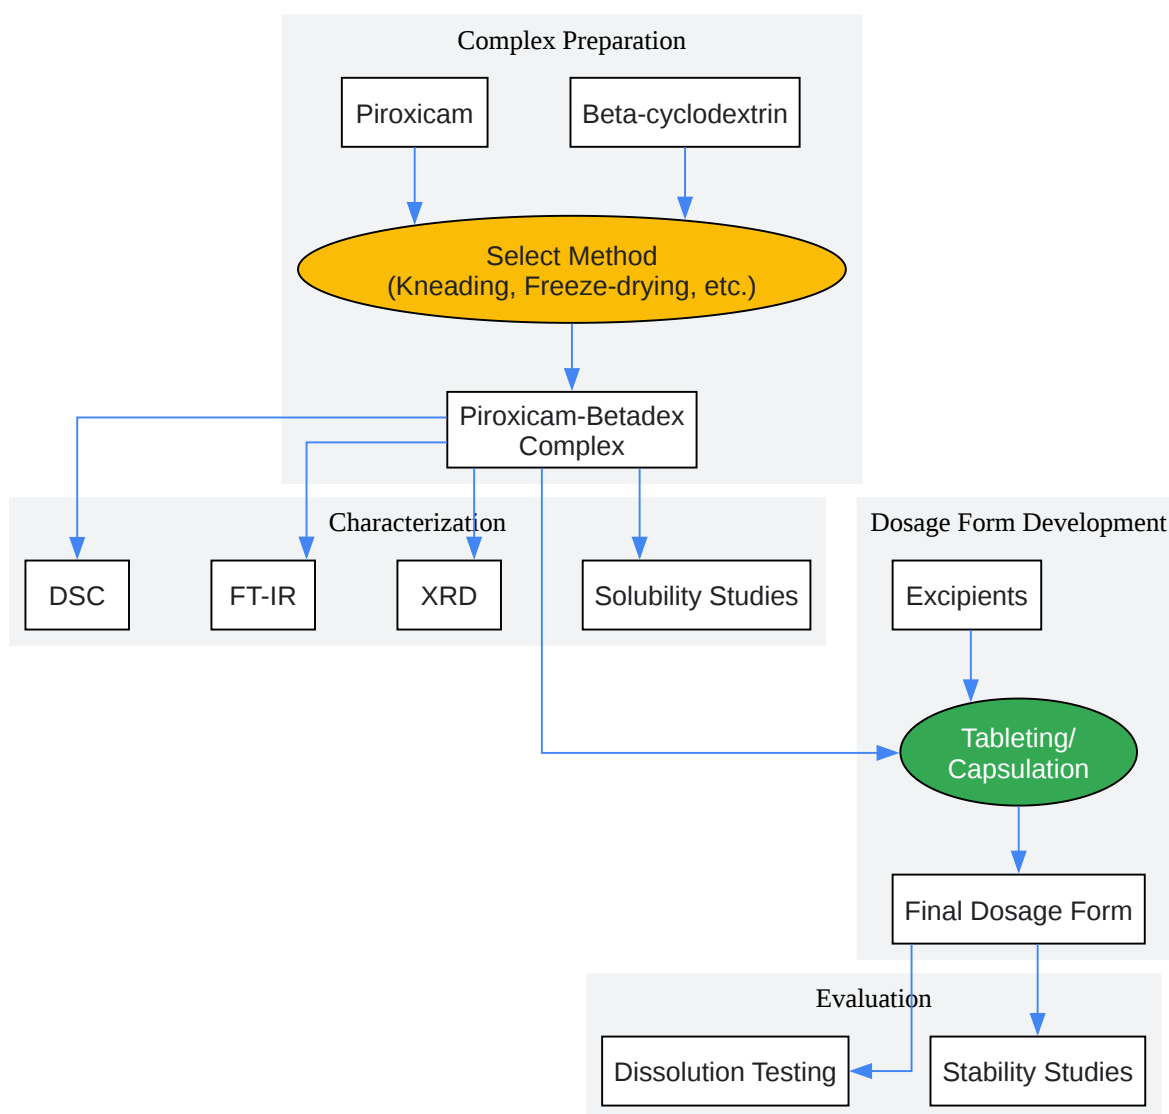 Complex Preparation
Piroxicam
Beta-cyclodextrin
Select Method
(Kneading, Freeze-drying, etc.)
Piroxicam-Betadex
Complex
Characterization
DSC
FT-IR
XRD
Solubility Studies
Dosage Form Development
Excipients
Tableting/
Capsulation
Final Dosage Form
Evaluation
Dissolution Testing
Stability Studies